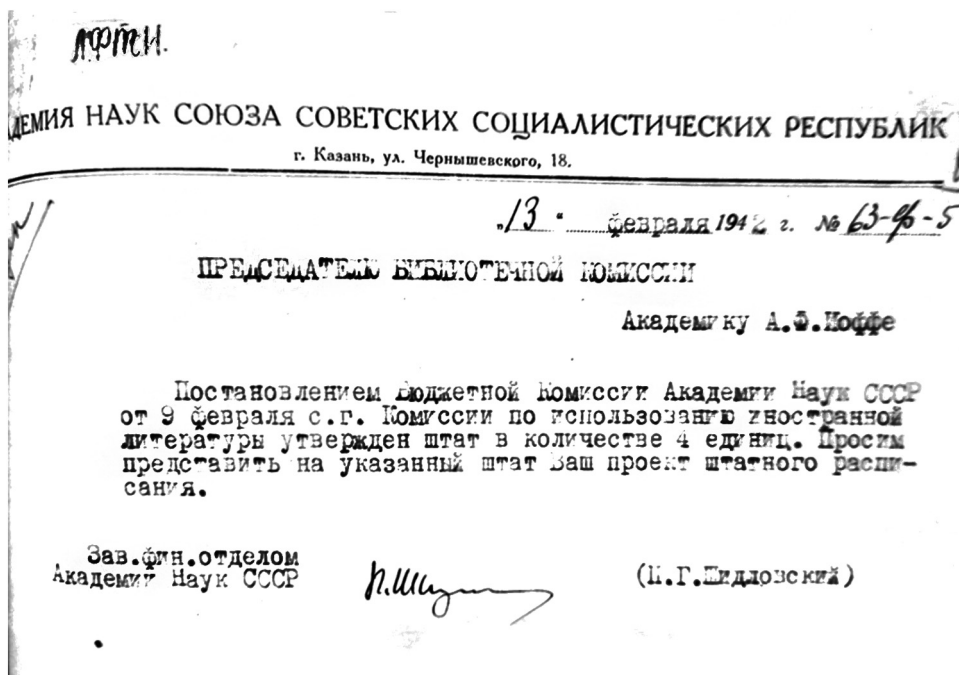 ЛФТИ.
АДЕМИЯ НАУК СОЮЗА СОВЕТСКИХ СОЦИАЛИСТИЧЕСКИХ РЕСПУБЛИК
г. Казань, ул. Чернышевского, 18.
„13" февраля 1942 г. № 63-ф-5
ПРЕДСЕДАТЕЛЮ БИБЛИОТЕЧНОЙ КОМИССИИ
Академику А.Ф.Иоффе
Постановлением Бюджетной Комиссии Академии Наук СССР
от 9 февраля с.г. Комиссии по использованию иностранной
литературы утвержден штат в количестве 4 единиц. Просим
представить на указанный штат Ваш проект штатного распи-
сания.
Зав.фин.отделом
Академии Наук СССР
(П.Г.Шидловский)